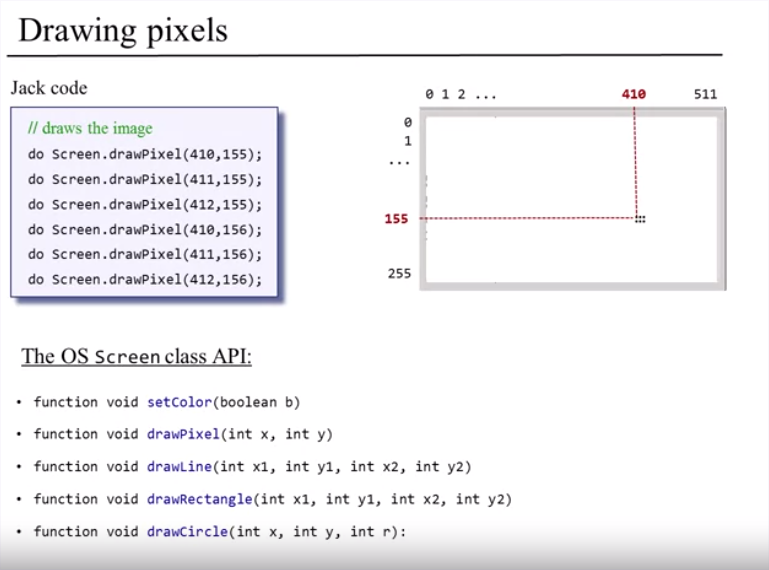 Drawing pixels
Jack code
// draws the image
do Screen.drawPixel(410,155);
do Screen.drawPixel(411,155);
do Screen.drawPixel(412,155);
do Screen.drawPixel(410,156);
do Screen.drawPixel(411,156);
do Screen.drawPixel(412,156);
0 1 2 ... 410 511
0
1
...
155
255
The OS Screen class API:
• function void setColor(boolean b)
• function void drawPixel(int x, int y)
• function void drawLine(int x1, int y1, int x2, int y2)
• function void drawRectangle(int x1, int y1, int x2, int y2)
• function void drawCircle(int x, int y, int r):